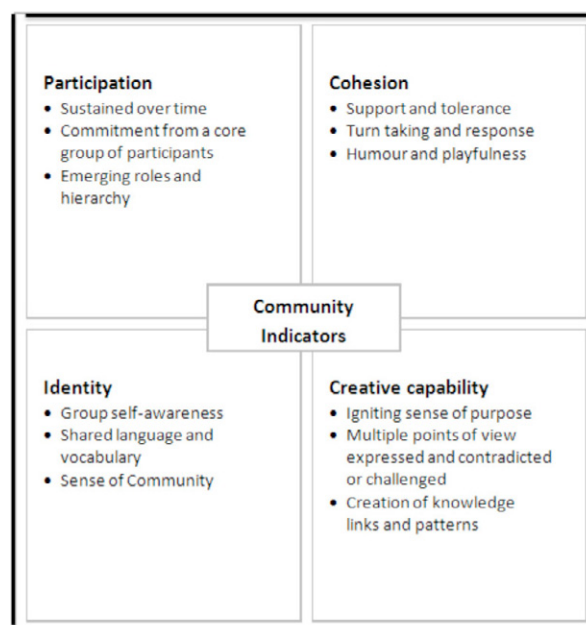 Participation
• Sustained over time
• Commitment from a core
group of participants
• Emerging roles and
hierarchy
Cohesion
• Support and tolerance
• Turn taking and response
• Humour and playfulness
Community
Indicators
Identity
• Group self-awareness
• Shared language and
vocabulary
• Sense of Community
Creative capability
• Igniting sense of purpose
• Multiple points of view
expressed and contradicted
or challenged
• Creation of knowledge
links and patterns